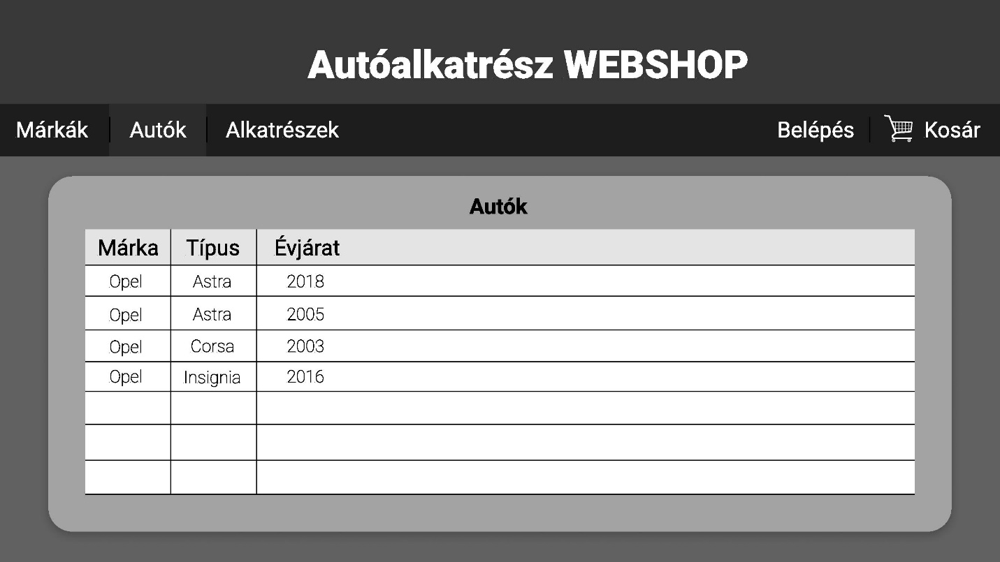 Autóalkatrész WEBSHOP
Márkák Autók Alkatrészek Belépés Kosár
Autók
Márka Típus Évjárat
Opel Astra 2018
Opel Astra 2005
Opel Corsa 2003
Opel Insignia 2016